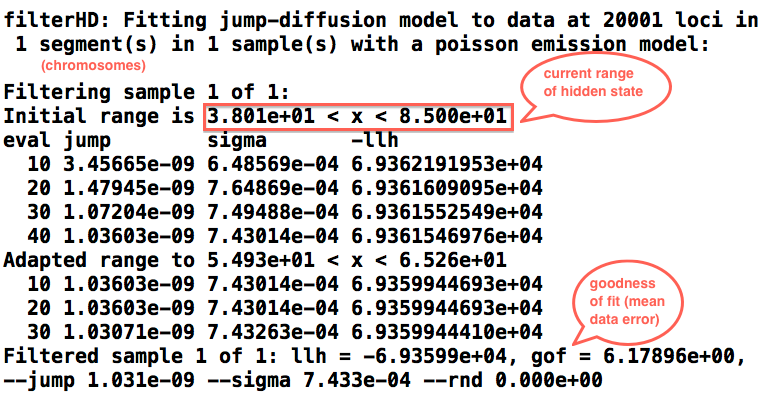 filterHD: Fitting jump-diffusion model to data at 20001 loci in
1 segment(s) in 1 sample(s) with a poisson emission model:
(chromosomes)
Filtering sample 1 of 1:
current range
of hidden state
Initial range is 3.801e+01 < x < 8.500e+01
eval jump sigma -llh
10 3.45665e-09 6.48569e-04 6.9362191953e+04
20 1.47945e-09 7.64869e-04 6.9361609095e+04
30 1.07204e-09 7.49488e-04 6.9361552549e+04
40 1.03603e-09 7.43014e-04 6.9361546976e+04
Adapted range to 5.493e+01 < x < 6.526e+01
10 1.03603e-09 7.43014e-04 6.9359944693e+04
20 1.03603e-09 7.43014e-04 6.9359944693e+04
30 1.03071e-09 7.43263e-04 6.9359944410e+04
goodness
of fit (mean
data error)
Filtered sample 1 of 1: llh = -6.93599e+04, gof = 6.17896e+00,
--jump 1.031e-09 --sigma 7.433e-04 --rnd 0.000e+00